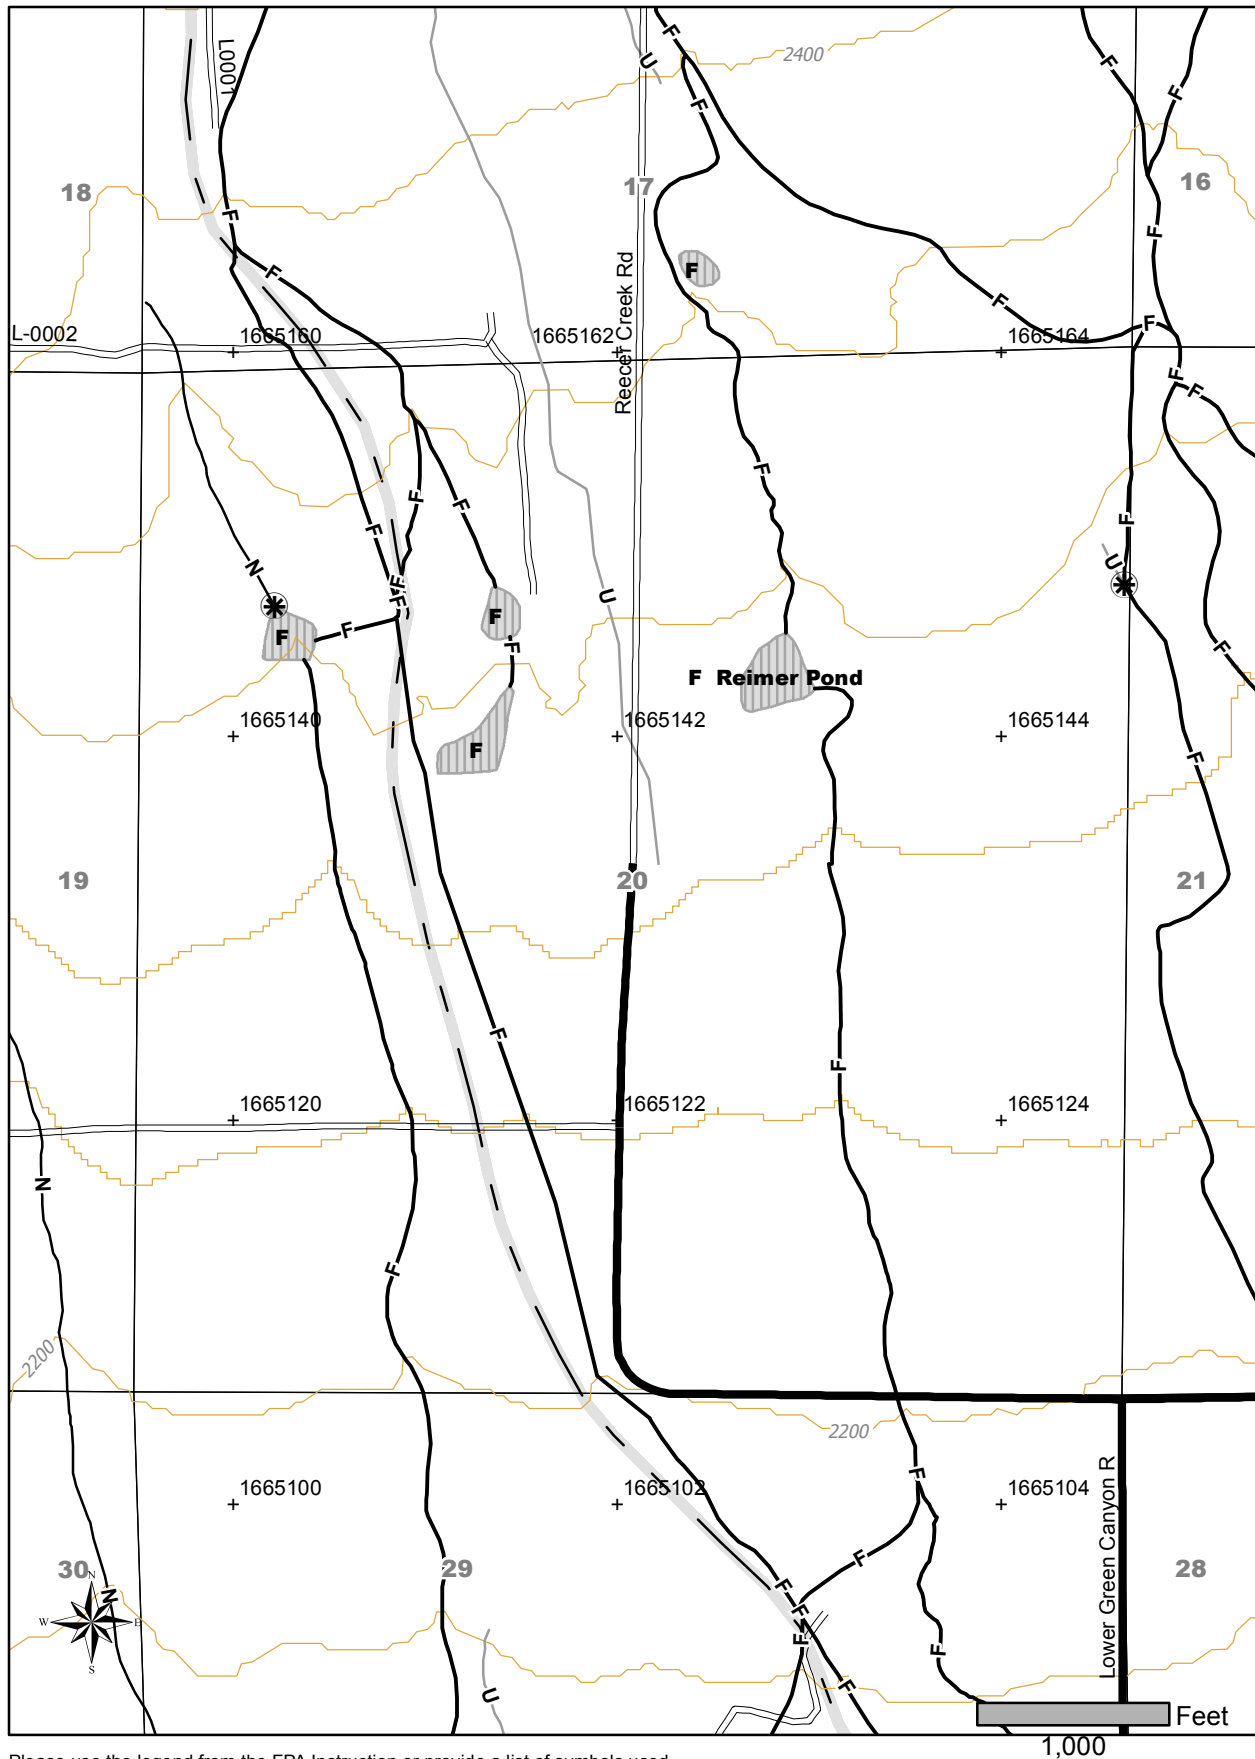 2400
F
U
F
F
F
L0001
18
17
16
F
F
F
F
F
F
Reecer Creek Rd
L-0002
1665160
1665162
1665164
F
F
F
F
F
F
F
F
F
U
N
F
F
U
F
F
F
F
F
F Reimer Pond
1665140
1665142
1665144
F
F
19
20
21
F
F
1665120
1665122
1665124
N
F
2200
2200
Lower Green Canyon R
1665100
1665102
1665104
F
F
30
29
28
N
W
E
S
N
F
F
F
F
U
F
Feet
1,000